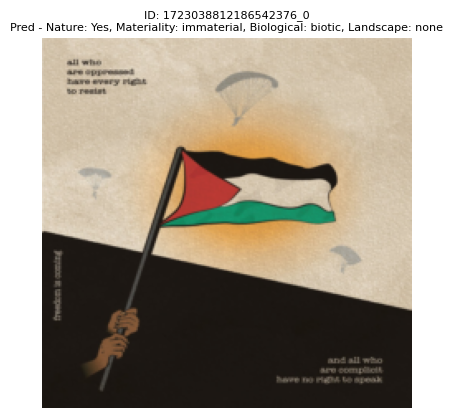 ID: 1723038812186542376_0
Pred - Nature: Yes, Materiality: immaterial, Biological: biotic, Landscape: none
all who
are oppressed
have every right
to resist
freedom is coming
and all who
are complicit
have no right to speak